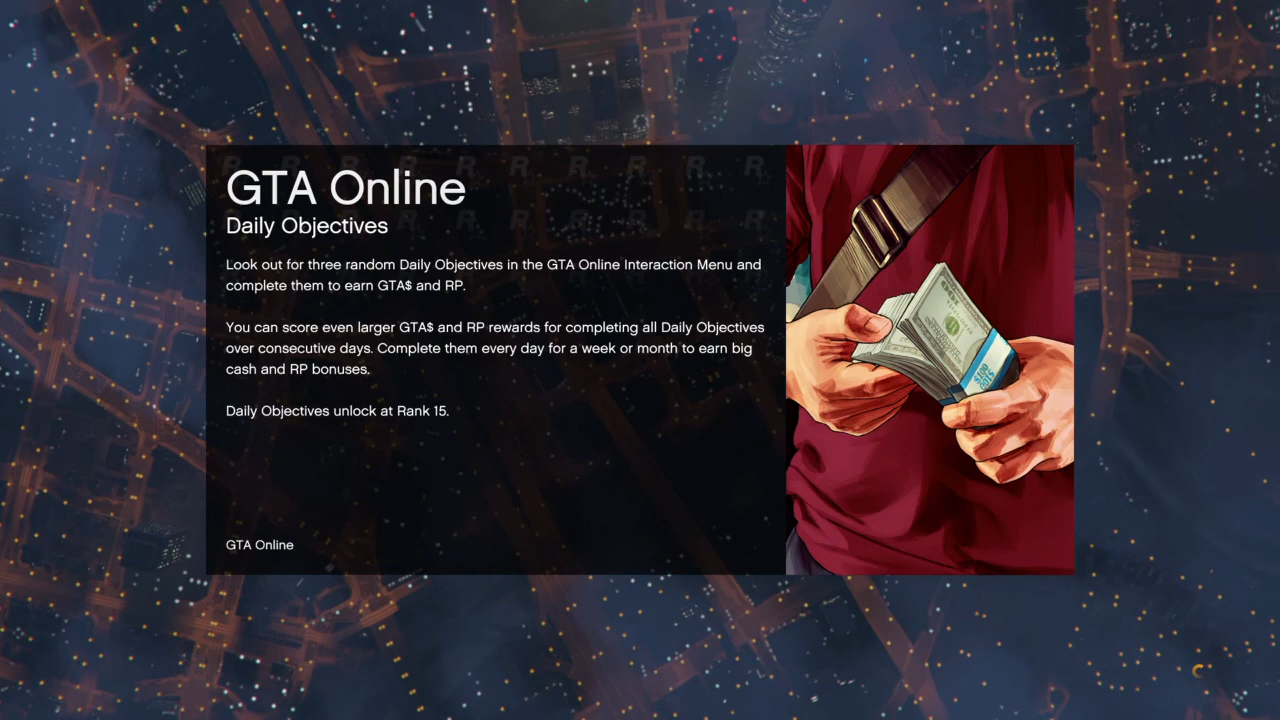 GTA Online
Daily Objectives
Look out for three random Daily Objectives in the GTA Online Interaction Menu and
complete them to earn GTA$ and RP.
You can score even larger GTA$ and RP rewards for completing all Daily Objectives
over consecutive days. Complete them every day for a week or month to earn big
cash and RP bonuses.
Daily Objectives unlock at Rank 15.
GTA Online